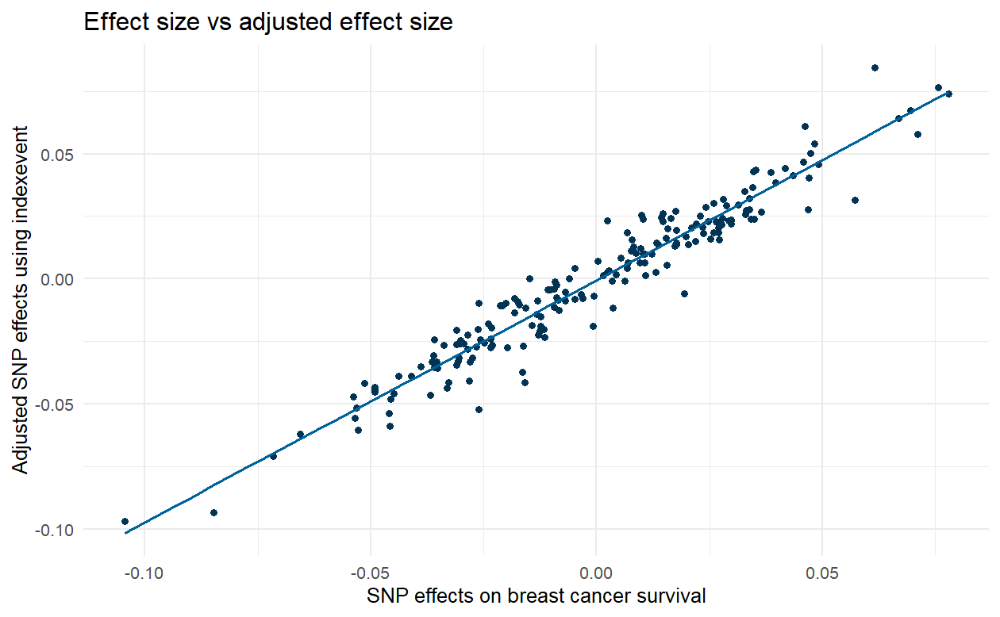 Effect size vs adjusted effect size
Adjusted SNP effects using indexevent
0.05
0.00
-0.05
-0.10
-0.10
-0.05
0.00
0.05
SNP effects on breast cancer survival